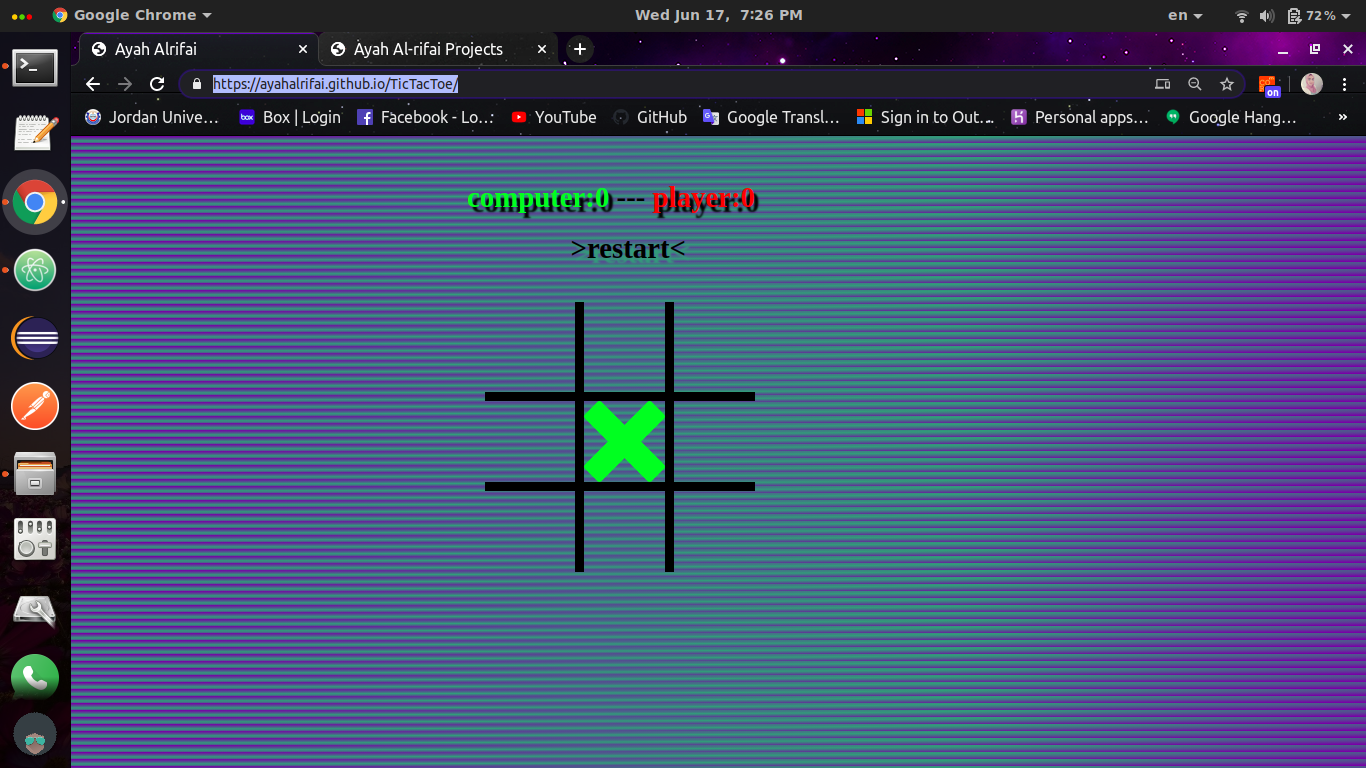 Google Chrome Wed Jun 17, 7:26 PM en 72%
Ayah Alrifai Ayah Al-rifai Projects
https://ayahalrifai.github.io/TicTacToe/ cd on
Jordan Unive... box Box | Login Facebook - Lo... YouTube GitHub Google Transl... Sign in to Out... Personal apps... Google Hang... »
computer:0 --- player:0
>restart<